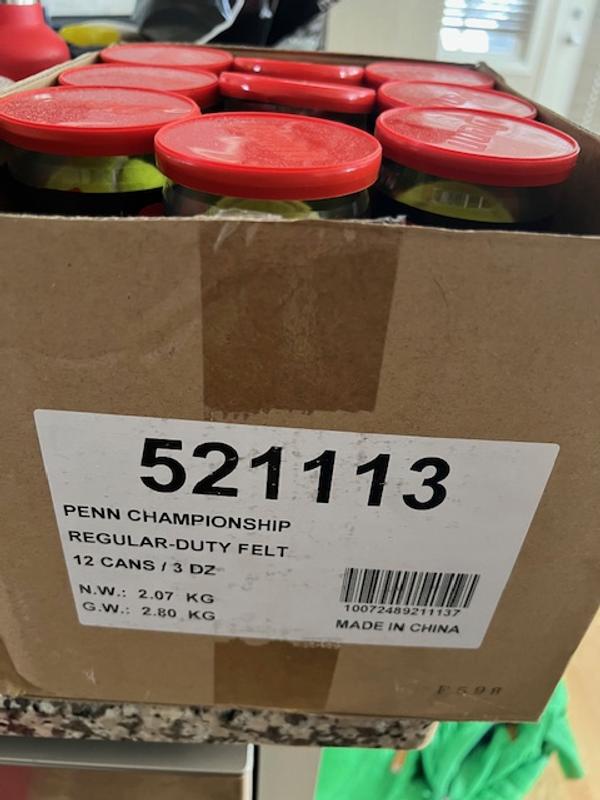 521113
PENN CHAMPIONSHIP
REGULAR-DUTY FELT
12 CANS / 3 DZ
N.W.: 2.07 KG
G.W.: 2.80 KG
10072489211137
MADE IN CHINA